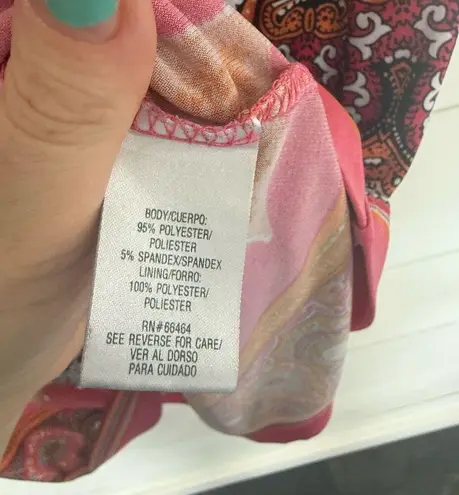 BODY/CUERPO:
95% POLYESTER/
POLIESTER
5% SPANDEX/SPANDEX
LINING/FORRO:
100% POLYESTER/
POLIESTER
RN#66464
SEE REVERSE FOR CARE/
VER AL DORSO
PARA CUIDADO